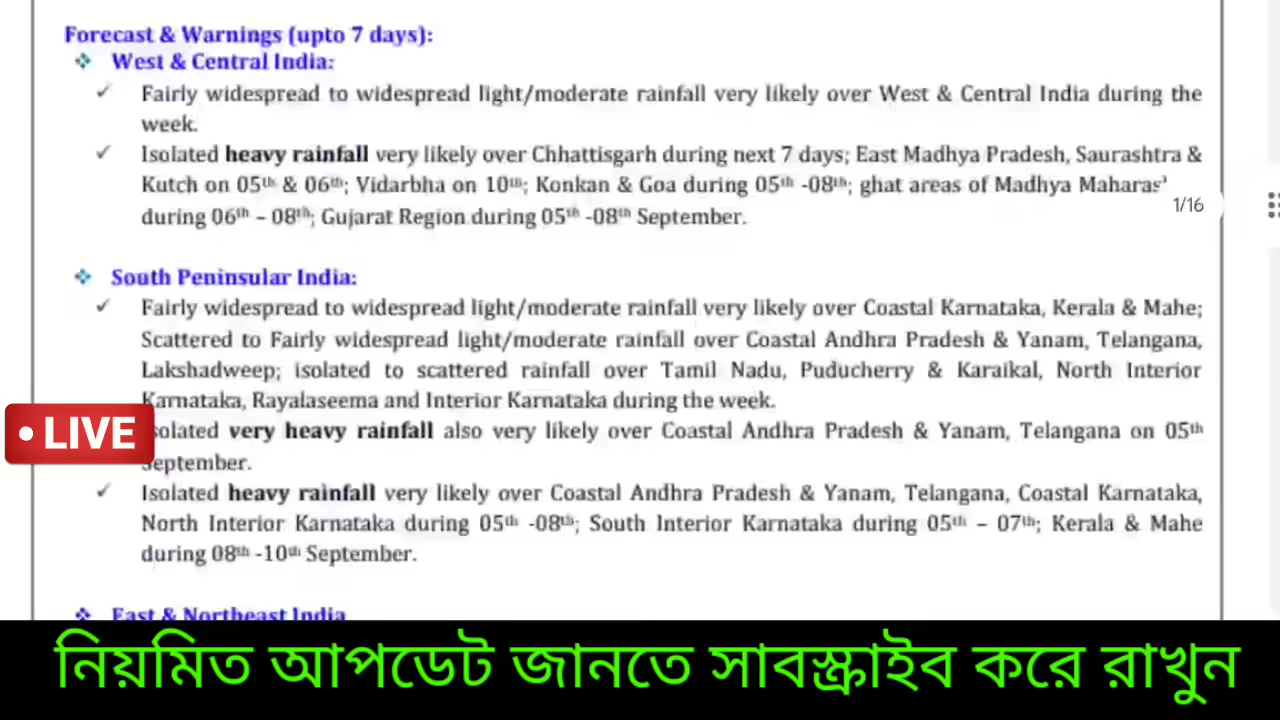 Forecast & Warnings (upto 7 days):
❖ West & Central India:
✓ Fairly widespread to widespread light/moderate rainfall very likely over West & Central India during the
week.
✓ Isolated heavy rainfall very likely over Chhattisgarh during next 7 days; East Madhya Pradesh, Saurashtra &
Kutch on 05th & 06th; Vidarbha on 10th; Konkan & Goa during 05th -08th; ghat areas of Madhya Maharas
1/16
during 06th – 08th; Gujarat Region during 05th -08th September.
❖ South Peninsular India:
✓ Fairly widespread to widespread light/moderate rainfall very likely over Coastal Karnataka, Kerala & Mahe;
Scattered to Fairly widespread light/moderate rainfall over Coastal Andhra Pradesh & Yanam, Telangana,
Lakshadweep; isolated to scattered rainfall over Tamil Nadu, Puducherry & Karaikal, North Interior
Karnataka, Rayalaseema and Interior Karnataka during the week.
• LIVE
solated very heavy rainfall also very likely over Coastal Andhra Pradesh & Yanam, Telangana on 05th
September.
✓ Isolated heavy rainfall very likely over Coastal Andhra Pradesh & Yanam, Telangana, Coastal Karnataka,
North Interior Karnataka during 05th -08th; South Interior Karnataka during 05th – 07th; Kerala & Mahe
during 08th -10th September.
❖ East & Northeast India
নিয়মিত আপডেট জানতে সাবস্ক্রাইব করে রাখুন